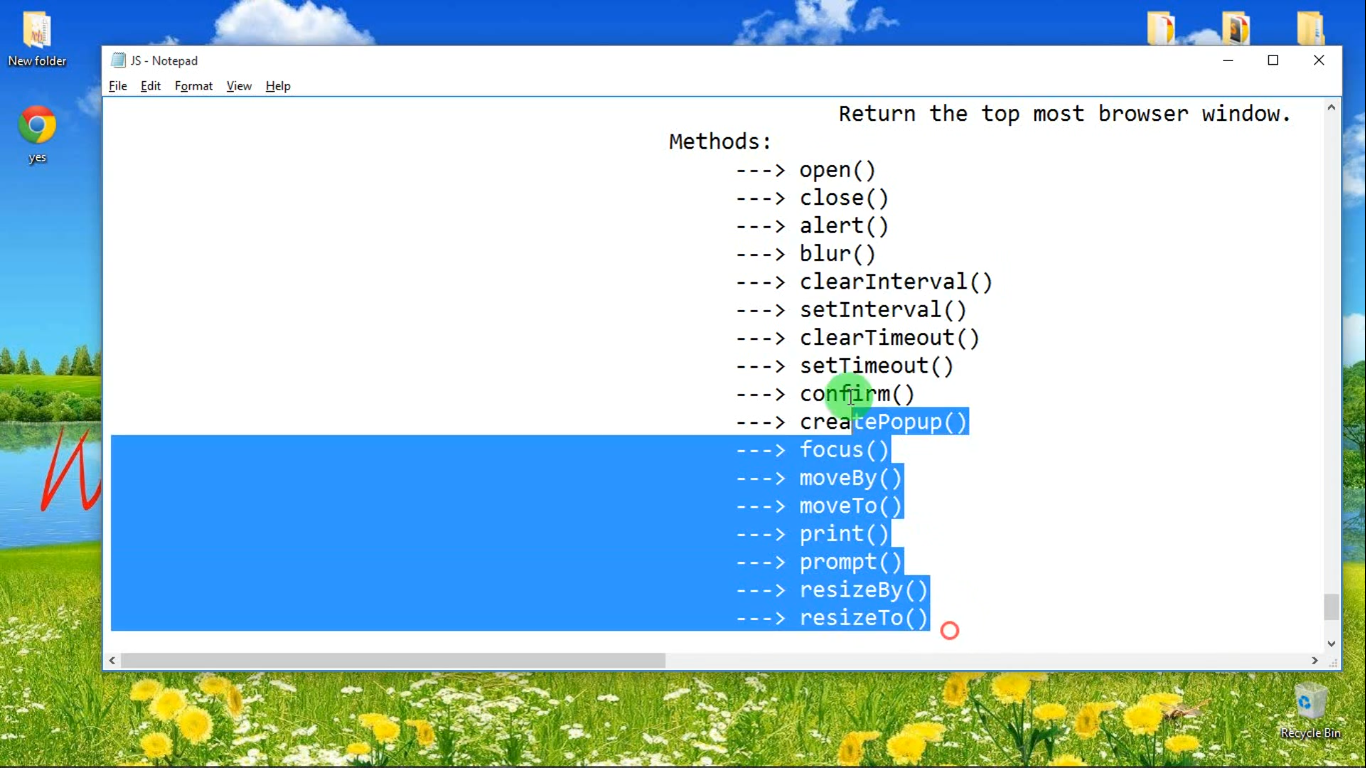 New folder
JS - Notepad
File Edit Format View Help
yes
Return the top most browser window.
Methods:
---> open()
---> close()
---> alert()
---> blur()
---> clearInterval()
---> setInterval()
---> clearTimeout()
---> setTimeout()
---> confirm()
---> createPopup()
---> focus()
---> moveBy()
---> moveTo()
---> print()
---> prompt()
---> resizeBy()
---> resizeTo()
Recycle Bin